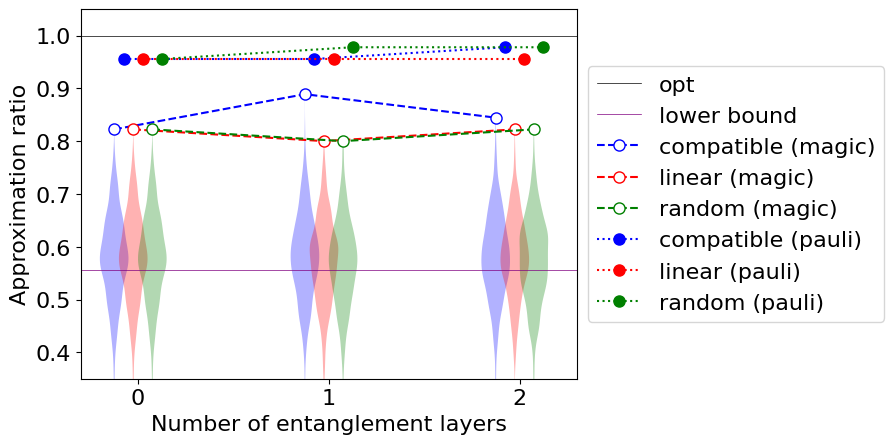 1.0
0.9
0.8
0.7
0.6
0.5
0.4
Approximation ratio
0 1 2
Number of entanglement layers
opt
lower bound
compatible (magic)
linear (magic)
random (magic)
compatible (pauli)
linear (pauli)
random (pauli)